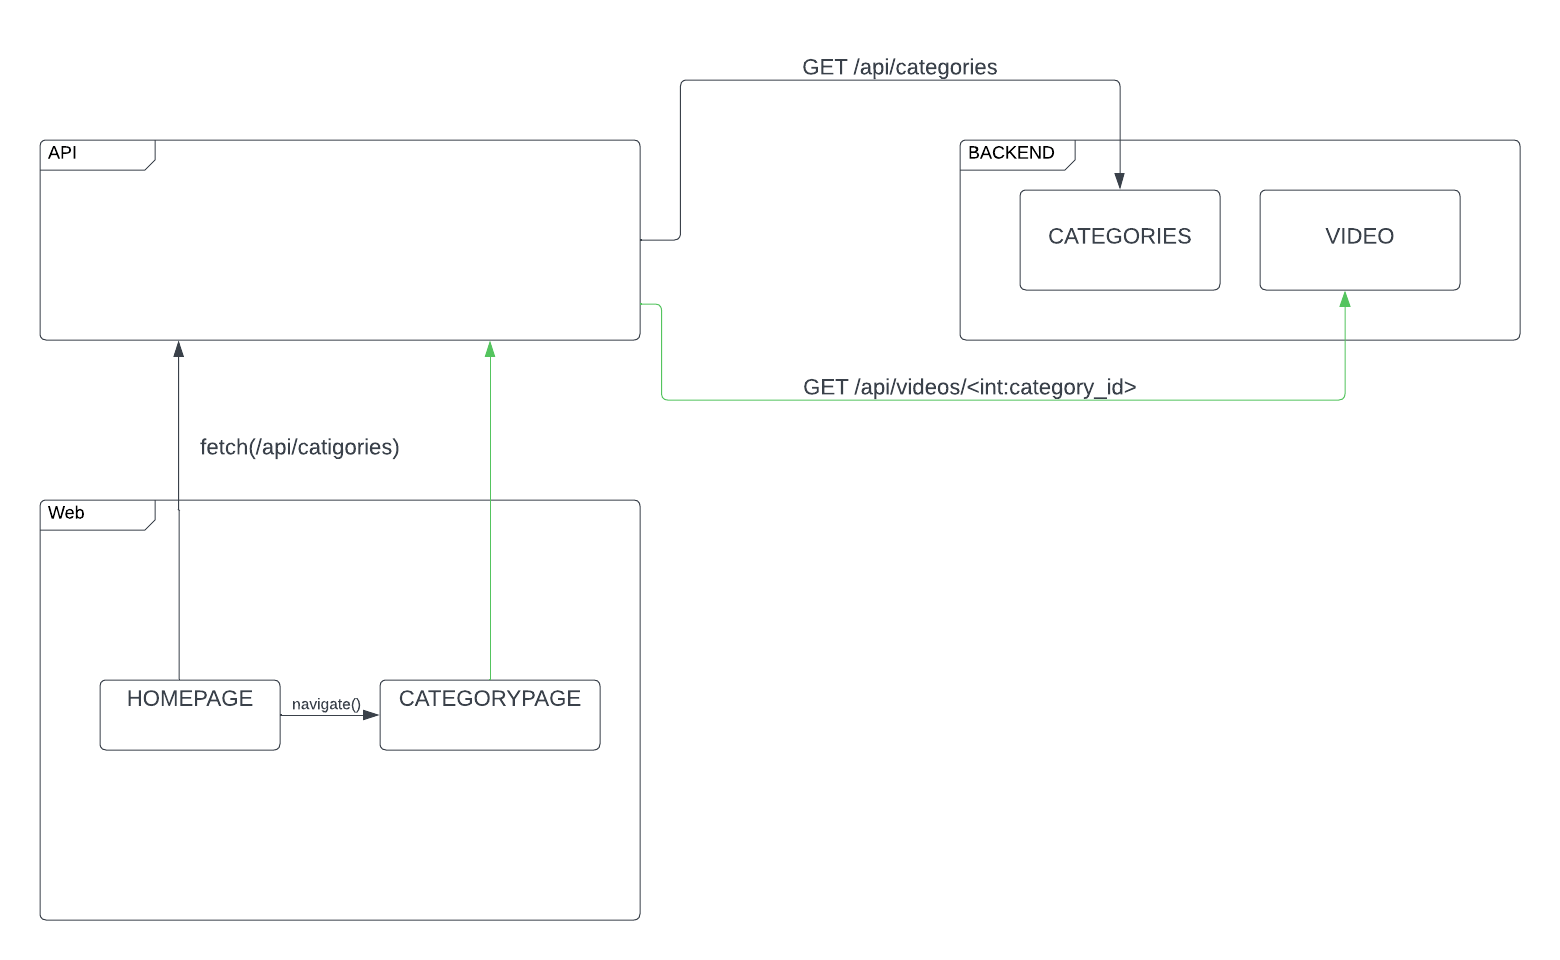 GET /api/categories
API
BACKEND
CATEGORIES
VIDEO
GET /api/videos/<int:category_id>
fetch(/api/catigories)
Web
HOMEPAGE
navigate()
CATEGORYPAGE